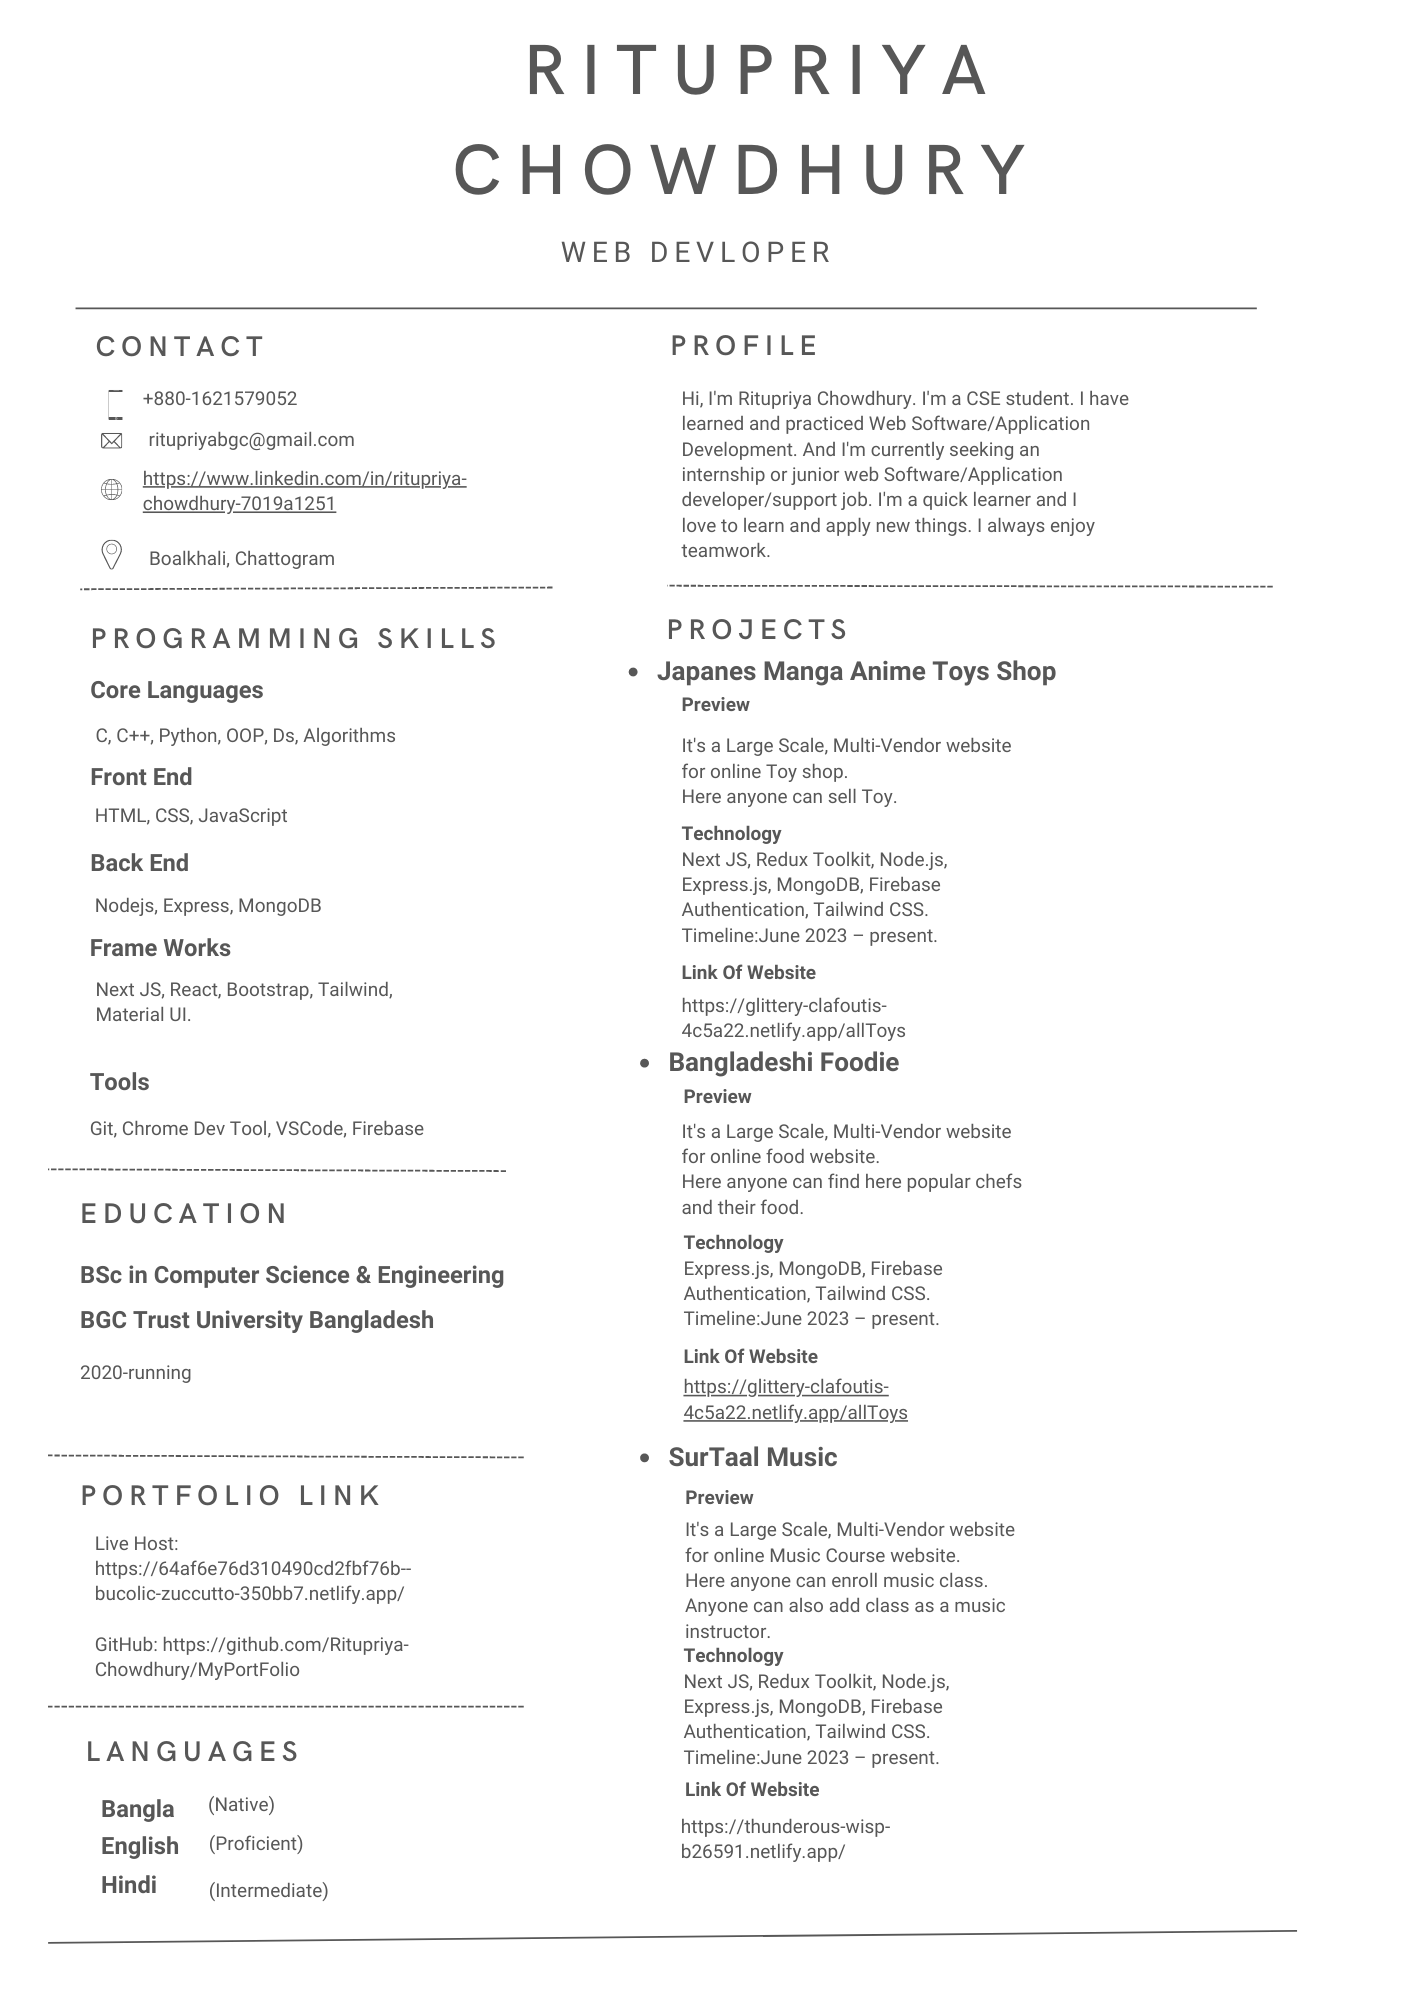 RITUPRIYA
CHOWDHURY
WEB DEVLOPER
CONTACT
+880-1621579052
ritupriyabgc@gmail.com
https://www.linkedin.com/in/ritupriya-
chowdhury-7019a1251
Boalkhali, Chattogram
PROGRAMMING SKILLS
Core Languages
C, C++, Python, OOP, Ds, Algorithms
Front End
HTML, CSS, JavaScript
Back End
Nodejs, Express, MongoDB
Frame Works
Next JS, React, Bootstrap, Tailwind,
Material UI.
Tools
Git, Chrome Dev Tool, VSCode, Firebase
EDUCATION
BSc in Computer Science & Engineering
BGC Trust University Bangladesh
2020-running
PORTFOLIO LINK
Live Host:
https://64af6e76d310490cd2fbf76b--
bucolic-zuccutto-350bb7.netlify.app/
GitHub: https://github.com/Ritupriya-
Chowdhury/MyPortFolio
LANGUAGES
Bangla (Native)
English (Proficient)
Hindi (Intermediate)
PROFILE
Hi, I'm Ritupriya Chowdhury. I'm a CSE student. I have
learned and practiced Web Software/Application
Development. And I'm currently seeking an
internship or junior web Software/Application
developer/support job. I'm a quick learner and I
love to learn and apply new things. I always enjoy
teamwork.
PROJECTS
• Japanes Manga Anime Toys Shop
Preview
It's a Large Scale, Multi-Vendor website
for online Toy shop.
Here anyone can sell Toy.
Technology
Next JS, Redux Toolkit, Node.js,
Express.js, MongoDB, Firebase
Authentication, Tailwind CSS.
Timeline:June 2023 – present.
Link Of Website
https://glittery-clafoutis-
4c5a22.netlify.app/allToys
• Bangladeshi Foodie
Preview
It's a Large Scale, Multi-Vendor website
for online food website.
Here anyone can find here popular chefs
and their food.
Technology
Express.js, MongoDB, Firebase
Authentication, Tailwind CSS.
Timeline:June 2023 – present.
Link Of Website
https://glittery-clafoutis-
4c5a22.netlify.app/allToys
• SurTaal Music
Preview
It's a Large Scale, Multi-Vendor website
for online Music Course website.
Here anyone can enroll music class.
Anyone can also add class as a music
instructor.
Technology
Next JS, Redux Toolkit, Node.js,
Express.js, MongoDB, Firebase
Authentication, Tailwind CSS.
Timeline:June 2023 – present.
Link Of Website
https://thunderous-wisp-
b26591.netlify.app/